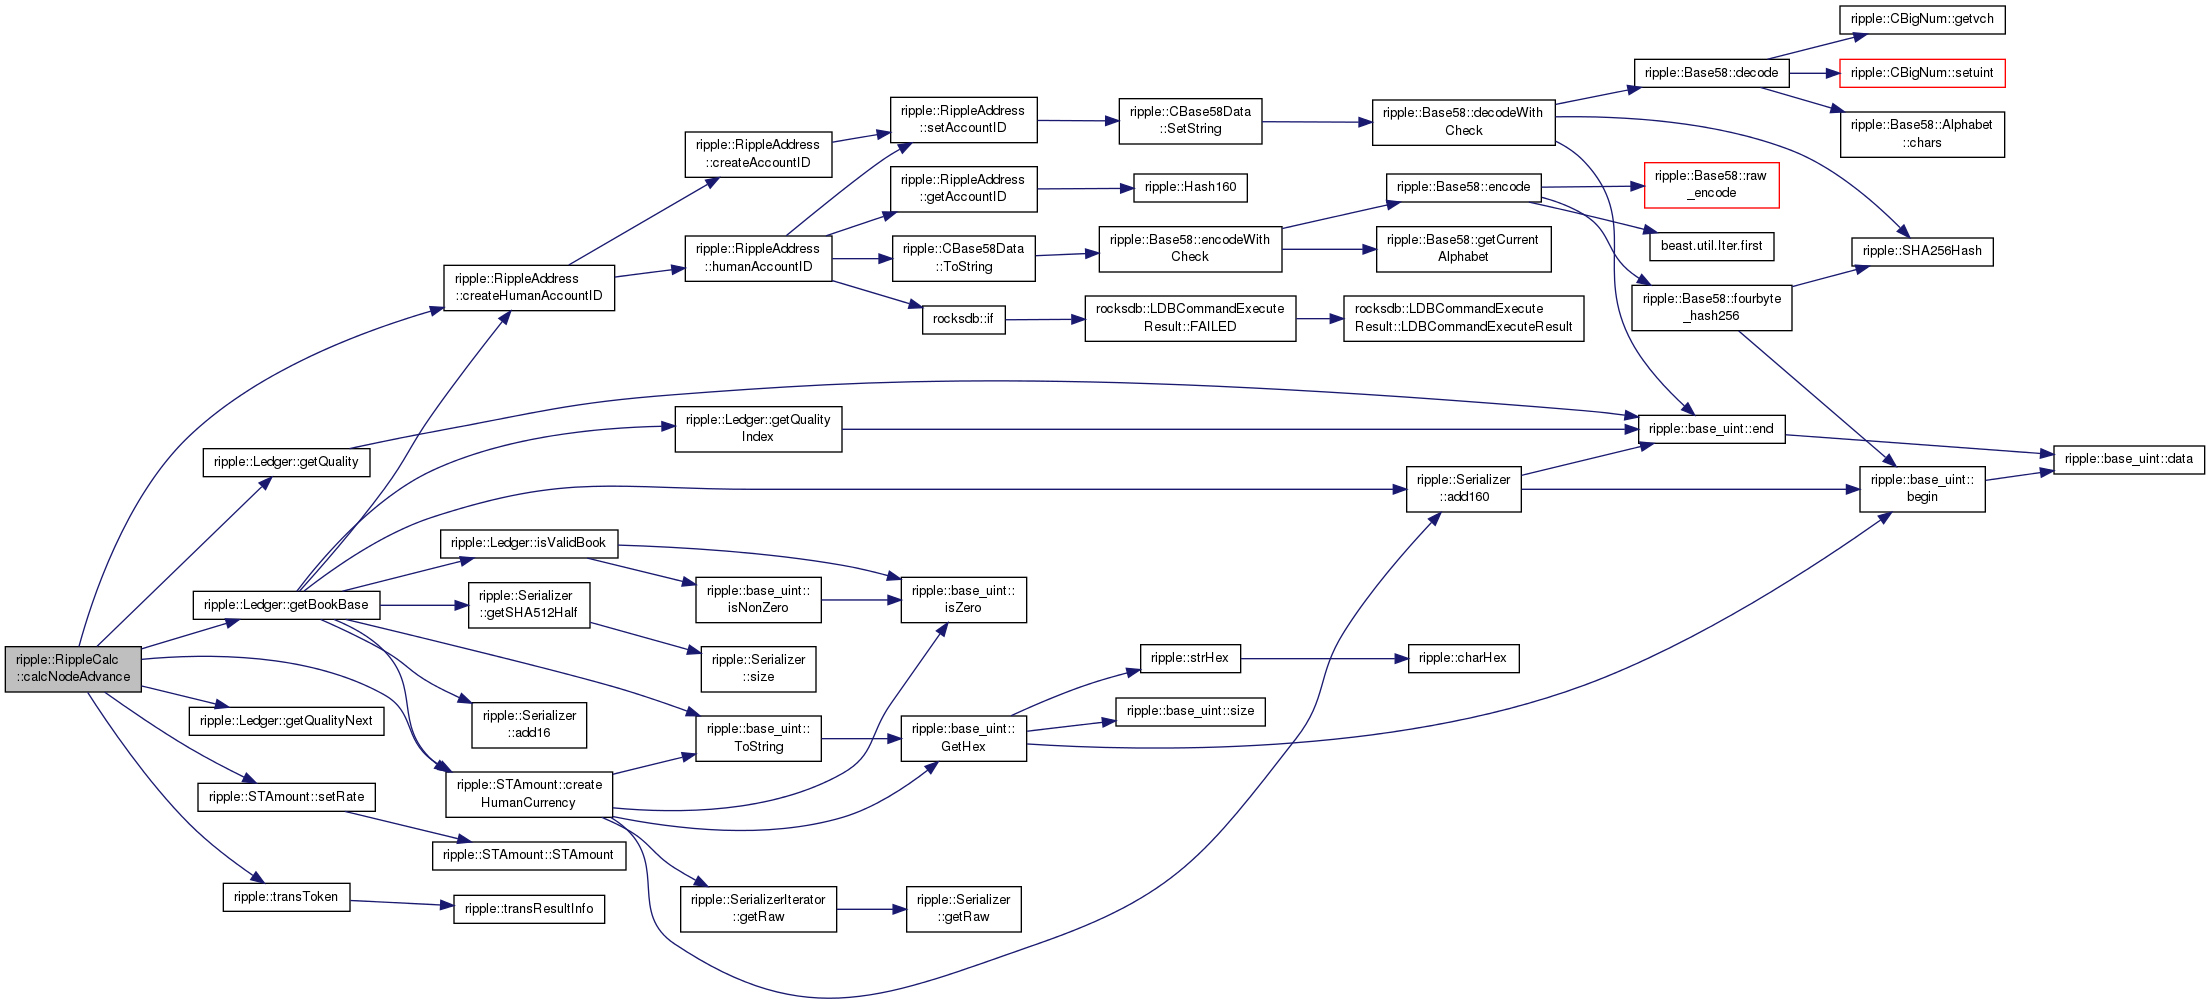 ripple::CBigNum::getvch
ripple::Base58::decode
ripple::CBigNum::setuint
ripple::RippleAddress
::setAccountID
ripple::CBase58Data
::SetString
ripple::Base58::decodeWith
Check
ripple::Base58::Alphabet
::chars
ripple::RippleAddress
::createAccountID
ripple::RippleAddress
::getAccountID
ripple::Hash160
ripple::Base58::encode
ripple::Base58::raw
_encode
ripple::RippleAddress
::humanAccountID
ripple::CBase58Data
::ToString
ripple::Base58::encodeWith
Check
ripple::Base58::getCurrent
Alphabet
beast.util.Iter.first
ripple::SHA256Hash
ripple::RippleAddress
::createHumanAccountID
rocksdb::if
rocksdb::LDBCommandExecute
Result::FAILED
rocksdb::LDBCommandExecute
Result::LDBCommandExecuteResult
ripple::Base58::fourbyte
_hash256
ripple::Ledger::getQuality
ripple::Ledger::getQuality
Index
ripple::base_uint::end
ripple::base_uint::data
ripple::Serializer
::add160
ripple::base_uint::
begin
ripple::Ledger::isValidBook
ripple::Ledger::getBookBase
ripple::Serializer
::getSHA512Half
ripple::base_uint::
isNonZero
ripple::base_uint::
isZero
ripple::RippleCalc
::calcNodeAdvance
ripple::Serializer
::size
ripple::strHex
ripple::charHex
ripple::Ledger::getQualityNext
ripple::Serializer
::add16
ripple::base_uint::
ToString
ripple::base_uint::
GetHex
ripple::base_uint::size
ripple::STAmount::setRate
ripple::STAmount::create
HumanCurrency
ripple::STAmount::STAmount
ripple::transToken
ripple::transResultInfo
ripple::SerializerIterator
::getRaw
ripple::Serializer
::getRaw